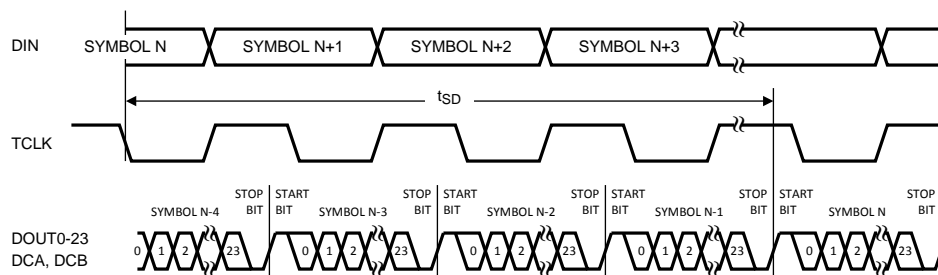 DIN
SYMBOL N SYMBOL N+1 SYMBOL N+2 SYMBOL N+3
tSD
TCLK
STOP START STOP START STOP START STOP START STOP
BIT BIT BIT BIT BIT BIT BIT BIT BIT
SYMBOL N-4 SYMBOL N-3 SYMBOL N-2 SYMBOL N-1 SYMBOL N
DOUT0-23
DCA, DCB
0 1 2 23 0 1 2 23 0 1 2 23 0 1 2 23 0 1 2 23